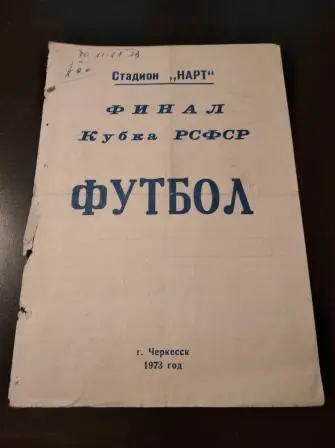 Стадион „НАРТ“
ФИНАЛ
Кубка РСФСР
ФУТБОЛ
г. Черкесск
1973 год